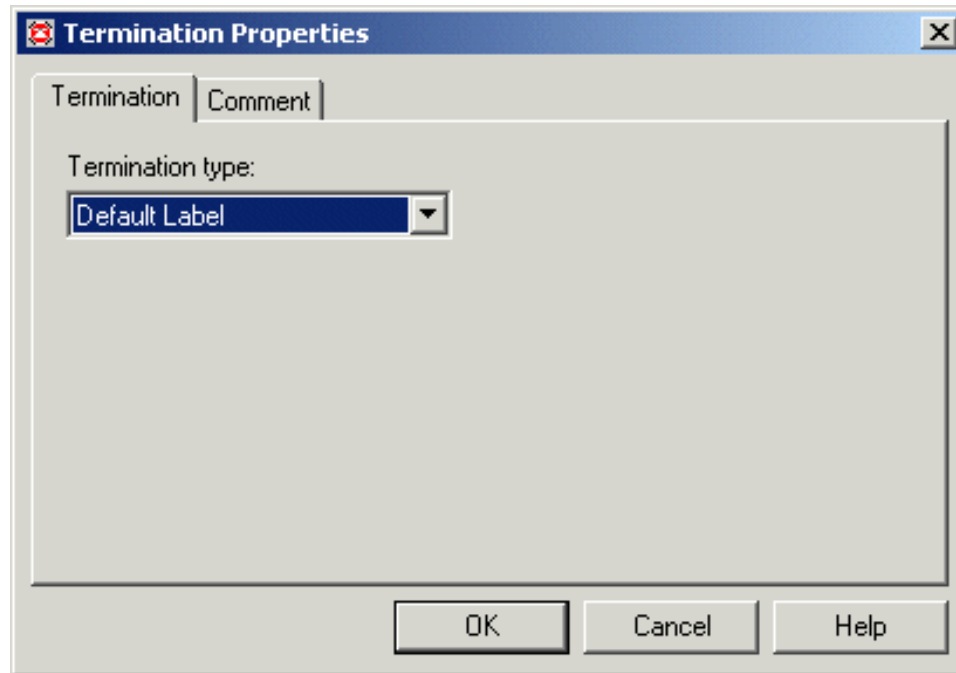 Termination Properties
Termination Comment
Termination type:
Default Label
OK Cancel Help